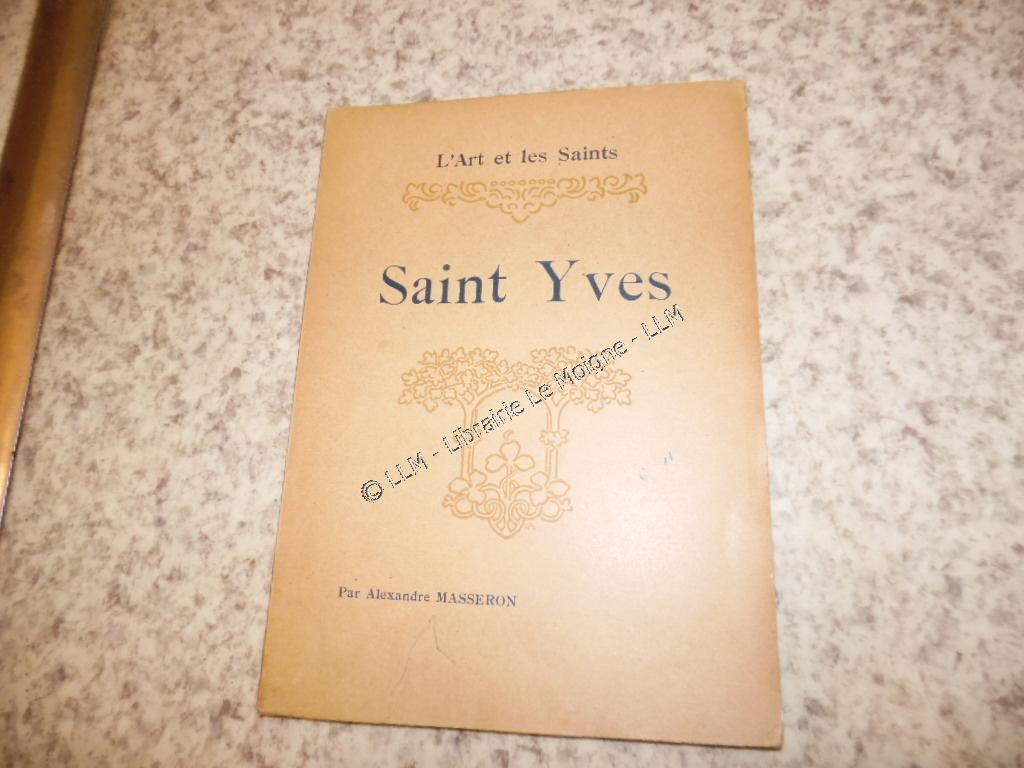 L'Art et les Saints
Saint Yves
© LLM - Librairie Le Moigne - LLM
Par Alexandre MASSERON